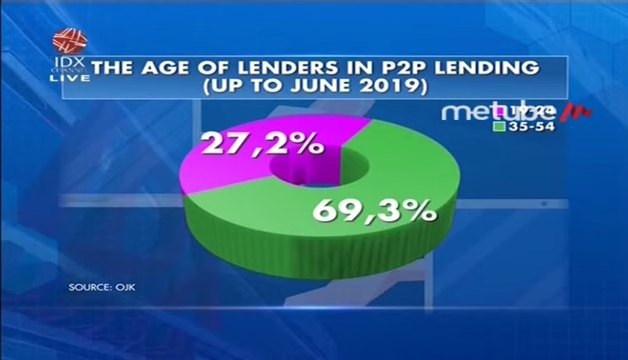 IDX
CHANNEL
LIVE
THE AGE OF LENDERS IN P2P LENDING
(UP TO JUNE 2019)
metube
35-54
27,2%
69,3%
SOURCE: OJK